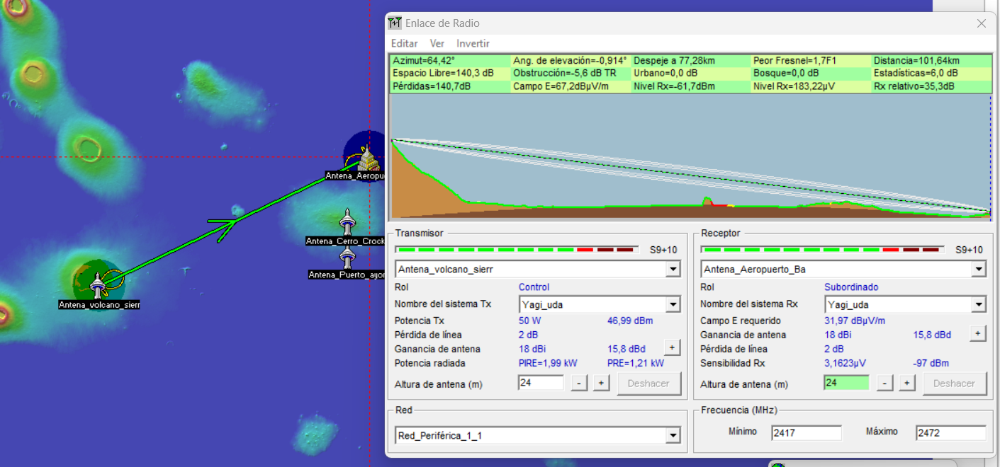 Enlace de Radio
Editar Ver Invertir
Azimut=64,42° Ang. de elevación=-0,914° Despeje a 77,28km Peor Fresnel=1,7F1 Distancia=101,64km
Espacio Libre=140,3 dB Obstrucción=-5,6 dB TR Urbano=0,0 dB Bosque=0,0 dB Estadísticas=6,0 dB
Pérdidas=140,7dB Campo E=67,2dBμV/m Nivel Rx=-61,7dBm Nivel Rx=183,22μV Rx relativo=35,3dB
Antena_Aeropu
Antena_Cerro_Crock
Antena_Puerto_ayor
Antena_volcano_sierr
Transmisor
S9+10
Antena_volcano_sierr
Rol Control
Nombre del sistema Tx Yagi_uda
Potencia Tx 50 W 46,99 dBm
Pérdida de línea 2 dB
Ganancia de antena 18 dBi 15,8 dBd +
Potencia radiada PIRE=1,99 kW PRE=1,21 kW
Altura de antena (m) 24 - + Deshacer
Red
Red_Periférica_1_1
Receptor
S9+10
Antena_Aeropuerto_Ba
Rol Subordinado
Nombre del sistema Rx Yagi_uda
Campo E requerido 31,97 dBμV/m
Ganancia de antena 18 dBi 15,8 dBd +
Pérdida de línea 2 dB
Sensibilidad Rx 3,1623μV -97 dBm
Altura de antena (m) 24 - + Deshacer
Frecuencia (MHz)
Mínimo 2417 Máximo 2472